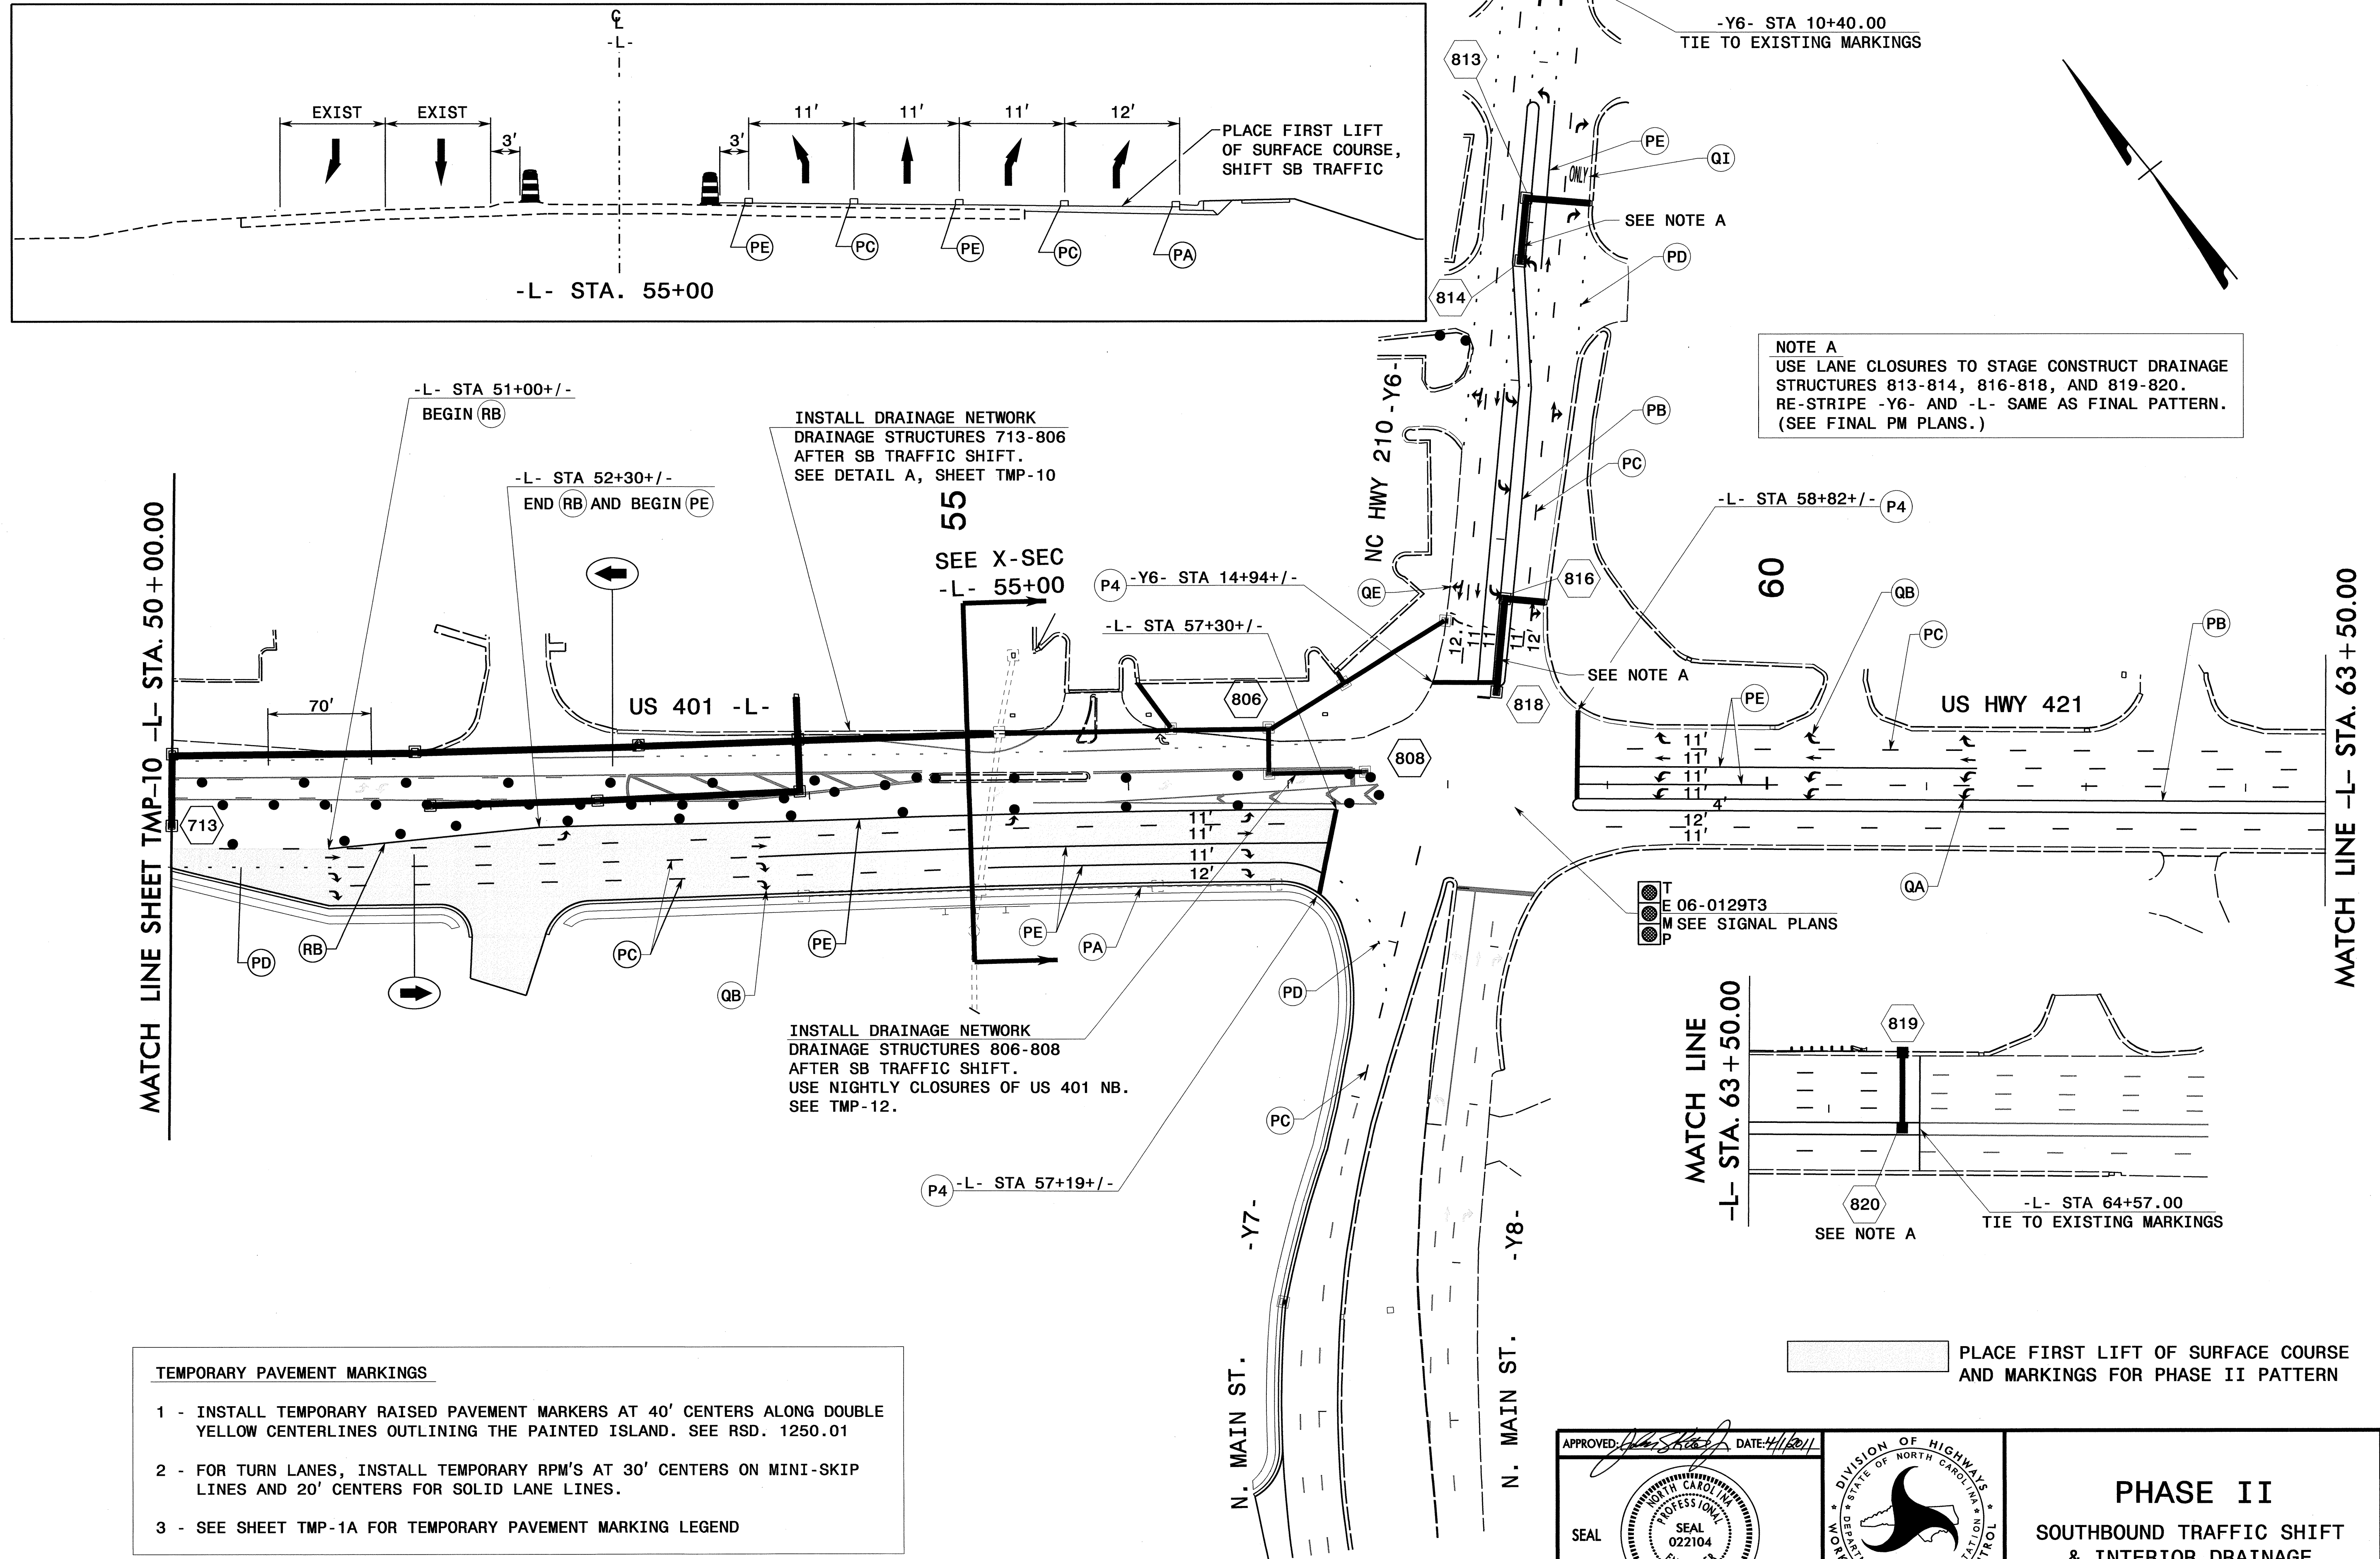 ℄
-L-
EXIST EXIST 3' 3' 11' 11' 11' 12'
PLACE FIRST LIFT
OF SURFACE COURSE,
SHIFT SB TRAFFIC
PE PC PE PC PA
-L- STA. 55+00
-Y6- STA 10+40.00
TIE TO EXISTING MARKINGS
813
PE
QI
ONLY
SEE NOTE A
PD
814
NOTE A
USE LANE CLOSURES TO STAGE CONSTRUCT DRAINAGE
STRUCTURES 813-814, 816-818, AND 819-820.
RE-STRIPE -Y6- AND -L- SAME AS FINAL PATTERN.
(SEE FINAL PM PLANS.)
-L- STA 51+00+/-
BEGIN RB
-L- STA 52+30+/-
END RB AND BEGIN PE
INSTALL DRAINAGE NETWORK
DRAINAGE STRUCTURES 713-806
AFTER SB TRAFFIC SHIFT.
SEE DETAIL A, SHEET TMP-10
55
SEE X-SEC
-L- 55+00
NC HWY 210 -Y6-
PB
PC
-L- STA 58+82+/- P4
P4 -Y6- STA 14+94+/-
QE
816
60
QB
PC
PB
-L- STA 57+30+/-
12.7'
11'
11'
11'
12'
SEE NOTE A
818
806
808
MATCH LINE SHEET TMP-10 -L- STA. 50+00.00
70'
US 401 -L-
713
PE
US HWY 421
11'
11'
11'
11'
4'
12'
11'
QA
MATCH LINE -L- STA. 63+50.00
11'
11'
11'
12'
PD
RB
PC
QB
PE
PE
PA
PD
PC
T
E 06-0129T3
M SEE SIGNAL PLANS
P
INSTALL DRAINAGE NETWORK
DRAINAGE STRUCTURES 806-808
AFTER SB TRAFFIC SHIFT.
USE NIGHTLY CLOSURES OF US 401 NB.
SEE TMP-12.
P4 -L- STA 57+19+/-
MATCH LINE
-L- STA. 63+50.00
819
820
SEE NOTE A
-L- STA 64+57.00
TIE TO EXISTING MARKINGS
N. MAIN ST. -Y7-
N. MAIN ST. -Y8-
TEMPORARY PAVEMENT MARKINGS
1 - INSTALL TEMPORARY RAISED PAVEMENT MARKERS AT 40' CENTERS ALONG DOUBLE
YELLOW CENTERLINES OUTLINING THE PAINTED ISLAND. SEE RSD. 1250.01
2 - FOR TURN LANES, INSTALL TEMPORARY RPM'S AT 30' CENTERS ON MINI-SKIP
LINES AND 20' CENTERS FOR SOLID LANE LINES.
3 - SEE SHEET TMP-1A FOR TEMPORARY PAVEMENT MARKING LEGEND
PLACE FIRST LIFT OF SURFACE COURSE
AND MARKINGS FOR PHASE II PATTERN
APPROVED: DATE: 4/1/2011
SEAL
NORTH CAROLINA
PROFESSIONAL
SEAL
022104
DIVISION OF HIGHWAYS
STATE OF NORTH CAROLINA
PHASE II
SOUTHBOUND TRAFFIC SHIFT
& INTERIOR DRAINAGE